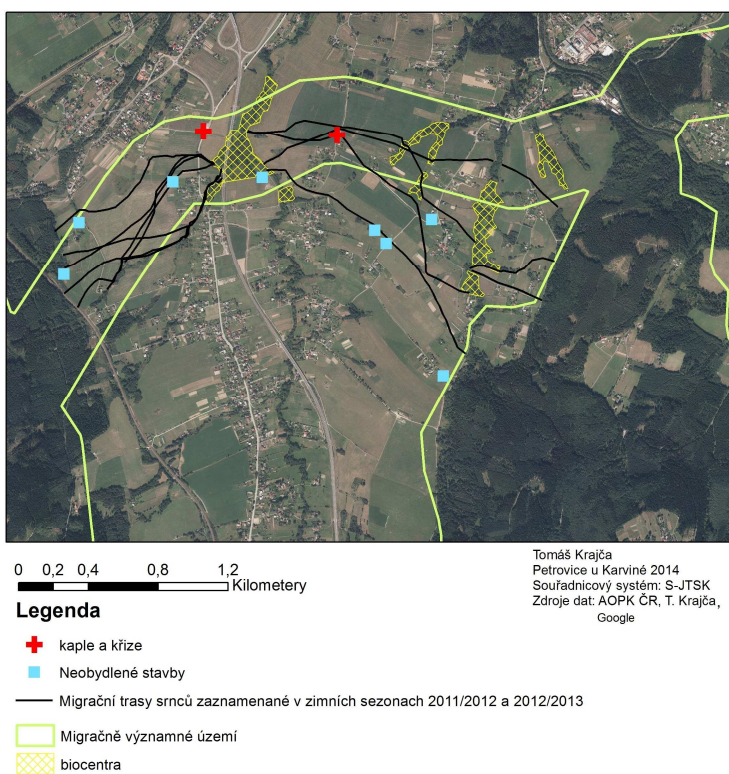 0 0,2 0,4 0,8 1,2
Kilometery
Tomáš Krajča
Petrovice u Karviné 2014
Souřadnicový systém: S-JTSK
Zdroje dat: AOPK ČR, T. Krajča,
Google
Legenda
kaple a kříze
Neobydlené stavby
Migrační trasy srnců zaznamenané v zimních sezonach 2011/2012 a 2012/2013
Migračně významné území
biocentra